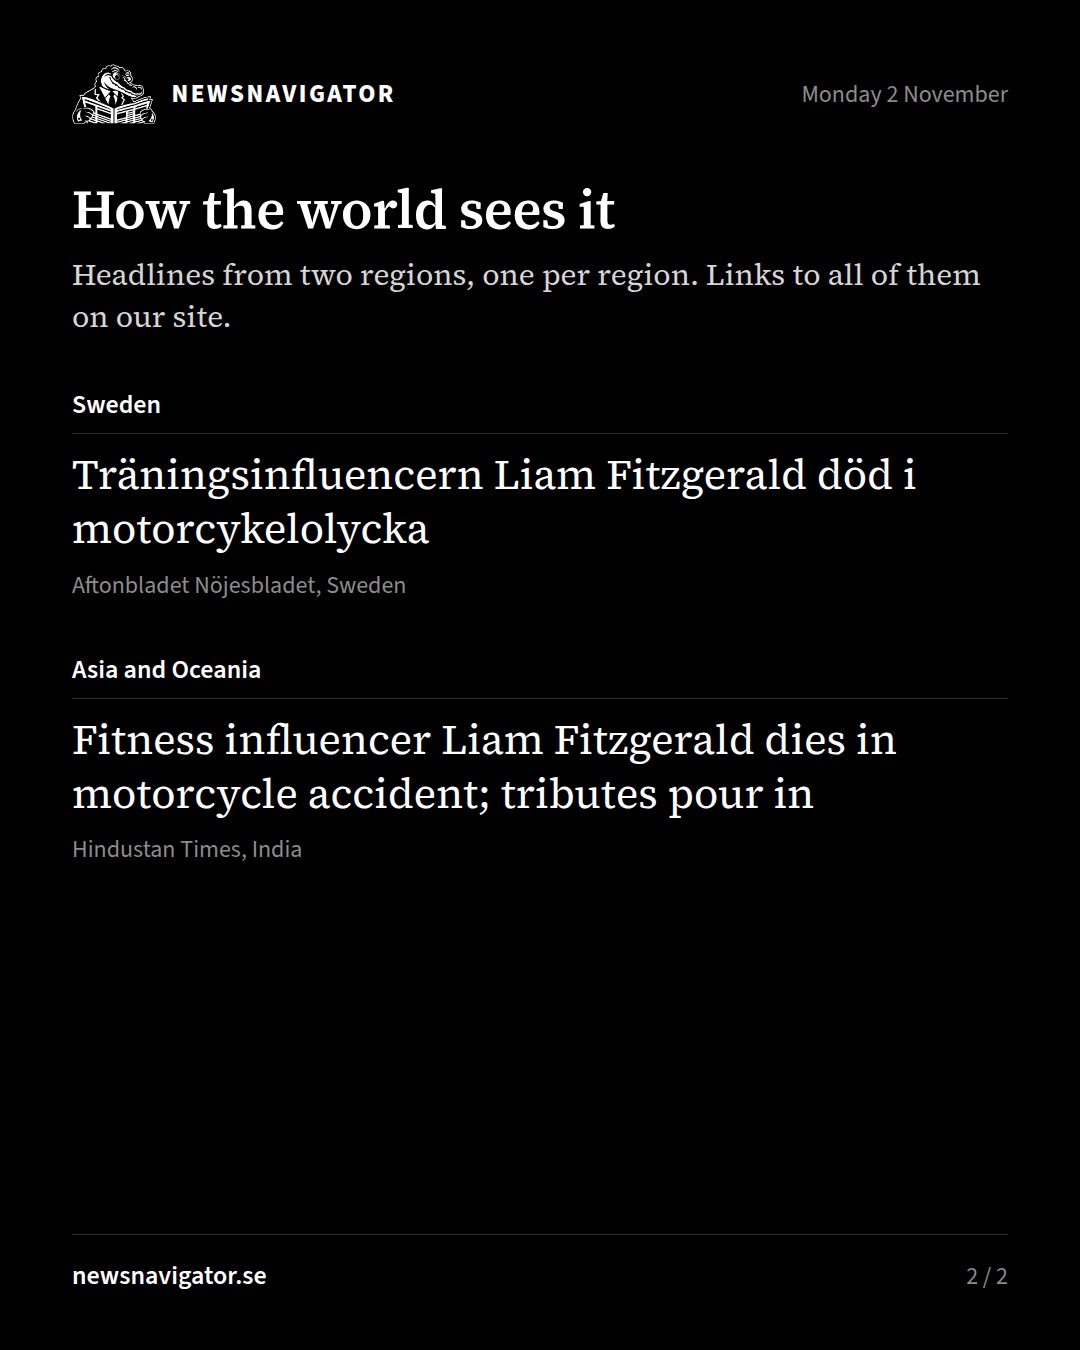 NEWSNAVIGATOR
Monday 2 November
How the world sees it
Headlines from two regions, one per region. Links to all of them
on our site.
Sweden
Träningsinfluencern Liam Fitzgerald död i
motorcykelolycka
Aftonbladet Nöjesbladet, Sweden
Asia and Oceania
Fitness influencer Liam Fitzgerald dies in
motorcycle accident; tributes pour in
Hindustan Times, India
newsnavigator.se
2 / 2